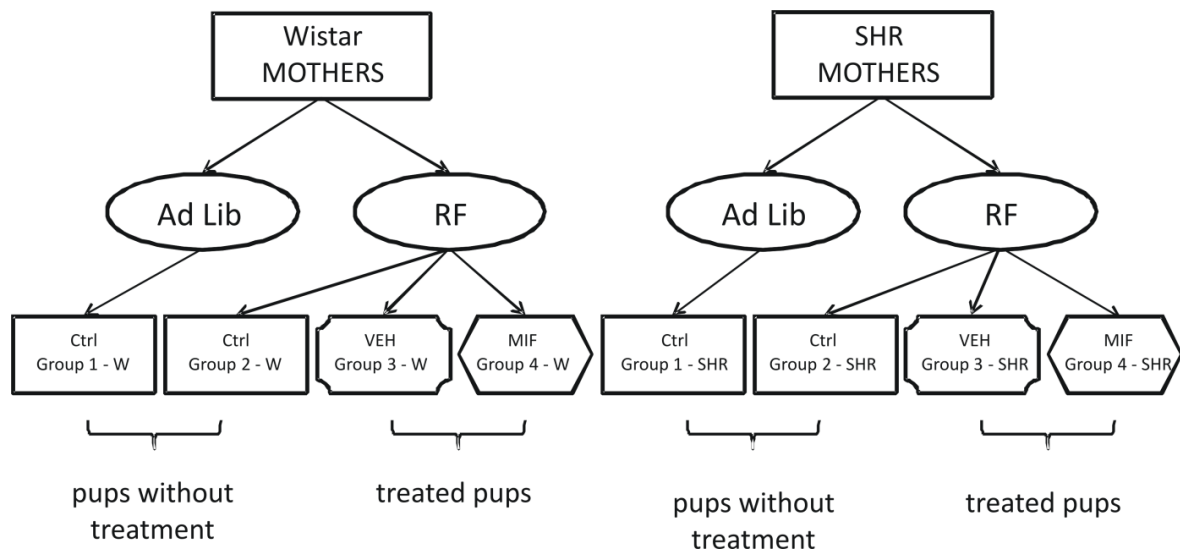 Wistar
MOTHERS
SHR
MOTHERS
Ad Lib
RF
Ad Lib
RF
Ctrl
Group 1 - W
Ctrl
Group 2 - W
VEH
Group 3 - W
MIF
Group 4 - W
Ctrl
Group 1 - SHR
Ctrl
Group 2 - SHR
VEH
Group 3 - SHR
MIF
Group 4 - SHR
pups without
treatment
treated pups
pups without
treatment
treated pups